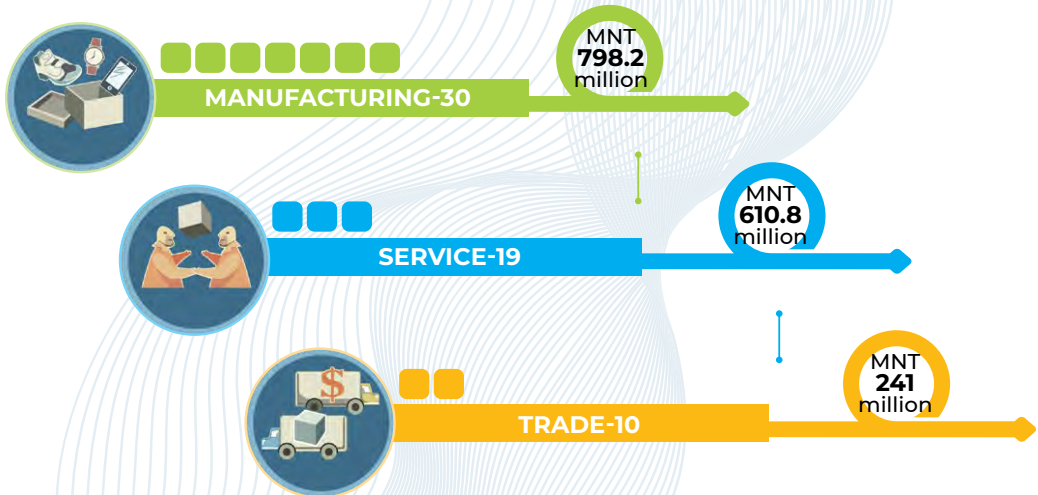 MNT
798.2
million
MANUFACTURING-30
MNT
610.8
million
SERVICE-19
MNT
241
million
TRADE-10
$